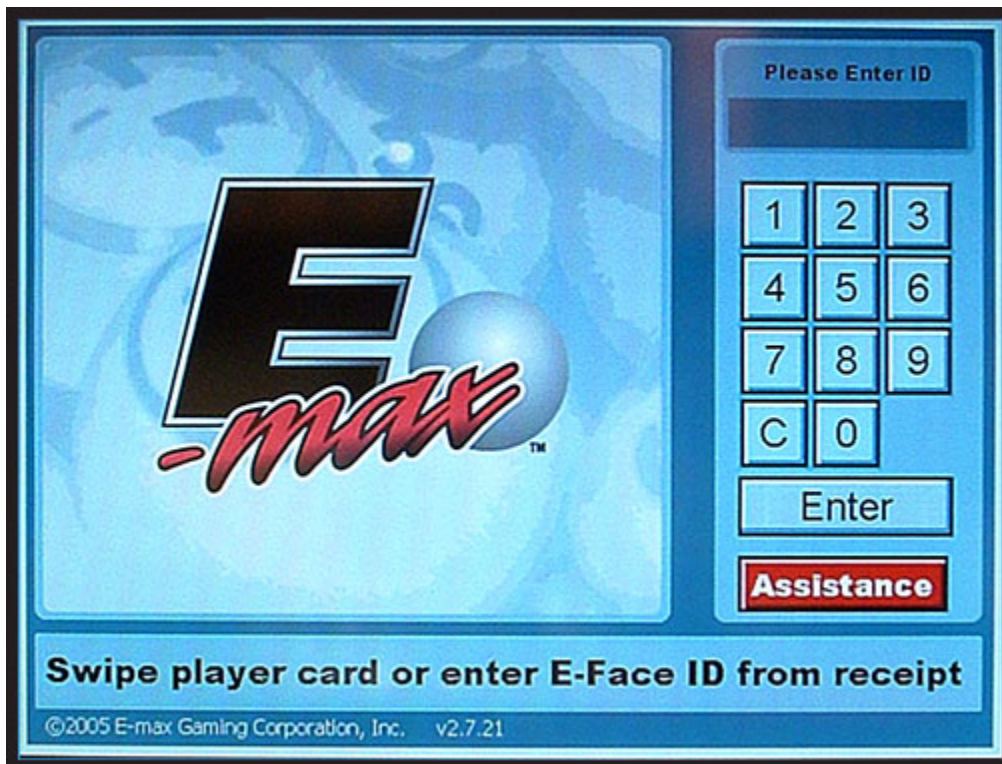 E
-max
TM
Please Enter ID
1 2 3
4 5 6
7 8 9
C 0
Enter
Assistance
Swipe player card or enter E-Face ID from receipt
©2005 E-max Gaming Corporation, Inc. v2.7.21